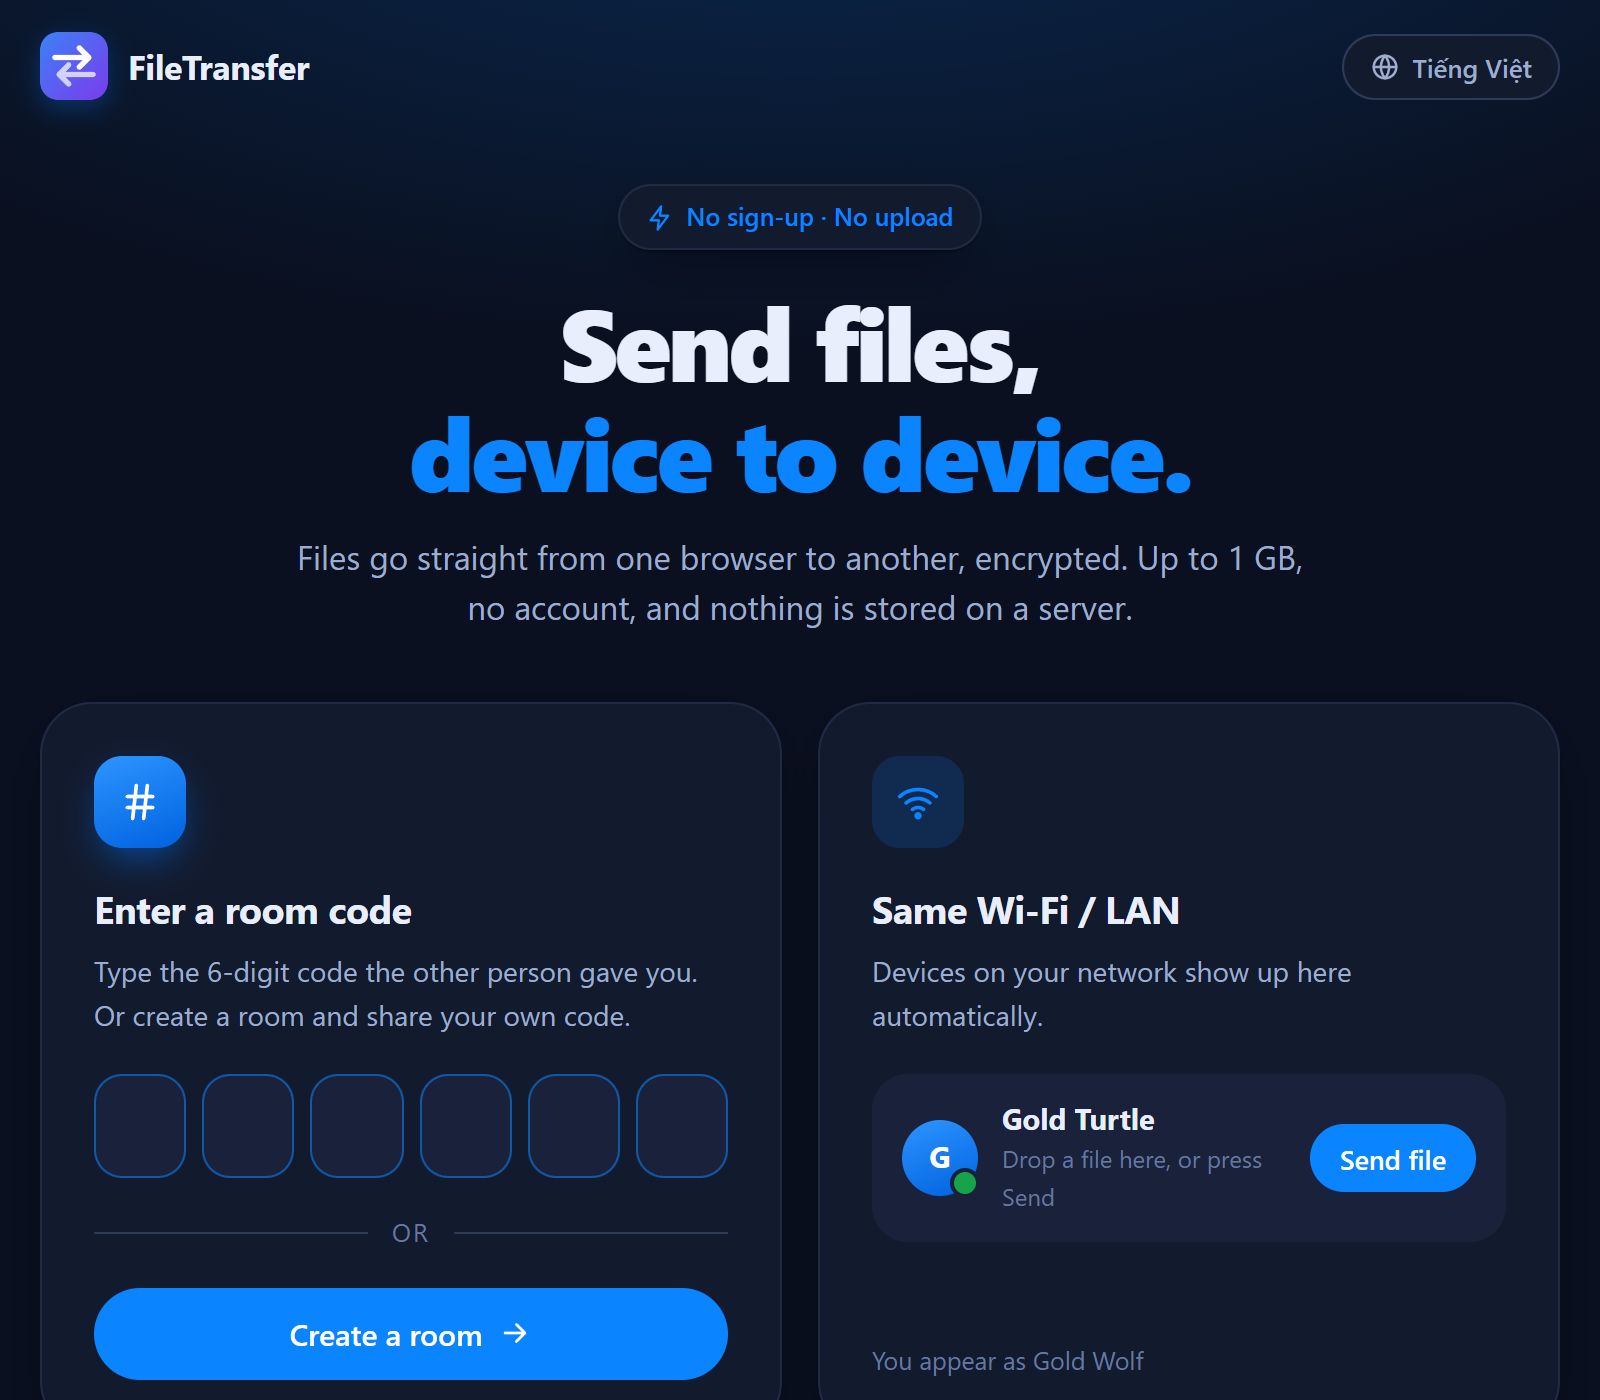 FileTransfer
Tiếng Việt
No sign-up · No upload
Send files,
device to device.
Files go straight from one browser to another, encrypted. Up to 1 GB,
no account, and nothing is stored on a server.
#
Enter a room code
Type the 6-digit code the other person gave you.
Or create a room and share your own code.
OR
Create a room →
Same Wi-Fi / LAN
Devices on your network show up here
automatically.
G
Gold Turtle
Drop a file here, or press
Send
Send file
You appear as Gold Wolf